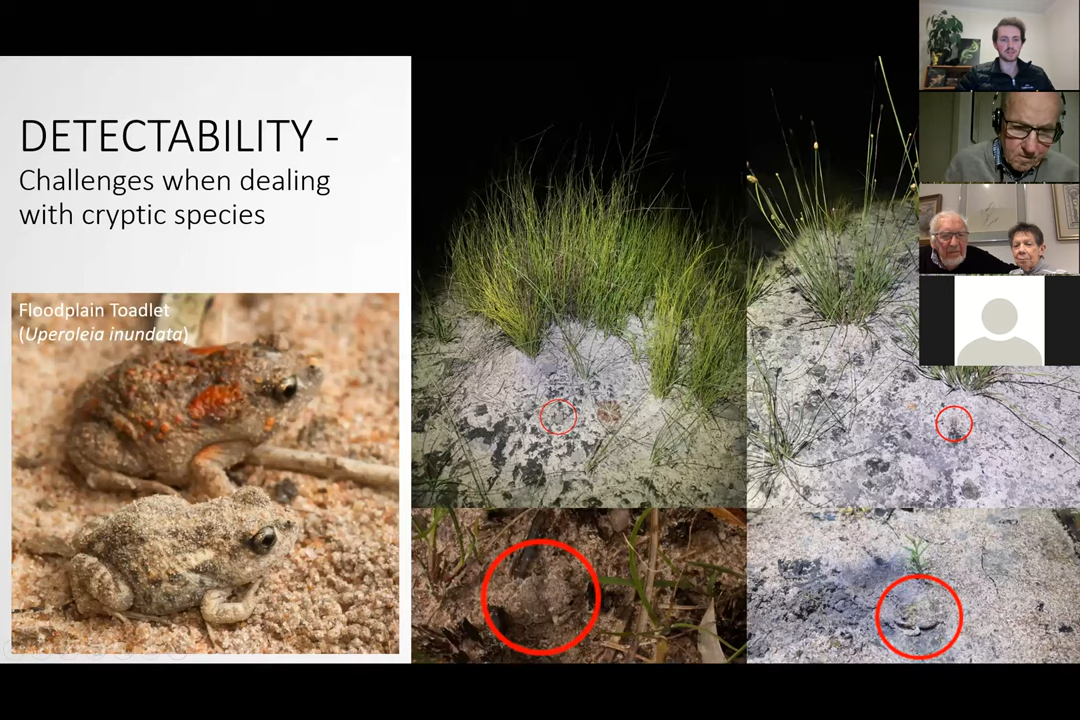 DETECTABILITY -
Challenges when dealing
with cryptic species
Floodplain Toadlet
(Uperoleia inundata)